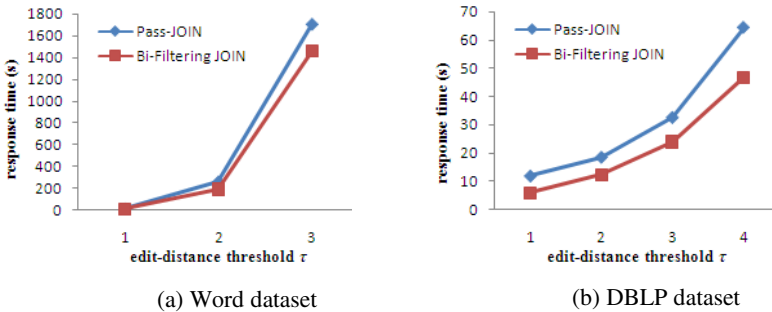 1800
1600
1400
1200
1000
800
600
400
200
0
response time (s)
Pass-JOIN
Bi-Filtering JOIN
1 2 3
edit-distance threshold τ
(a) Word dataset
70
60
50
40
30
20
10
0
response time (s)
Pass-JOIN
Bi-Filtering JOIN
1 2 3 4
edit-distance threshold τ
(b) DBLP dataset